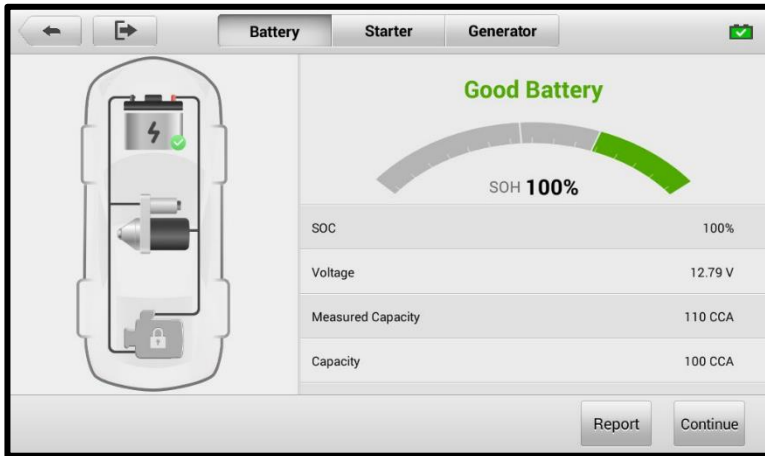 Battery Starter Generator
Good Battery
SOH 100%
SOC 100%
Voltage 12.79 V
Measured Capacity 110 CCA
Capacity 100 CCA
Report Continue